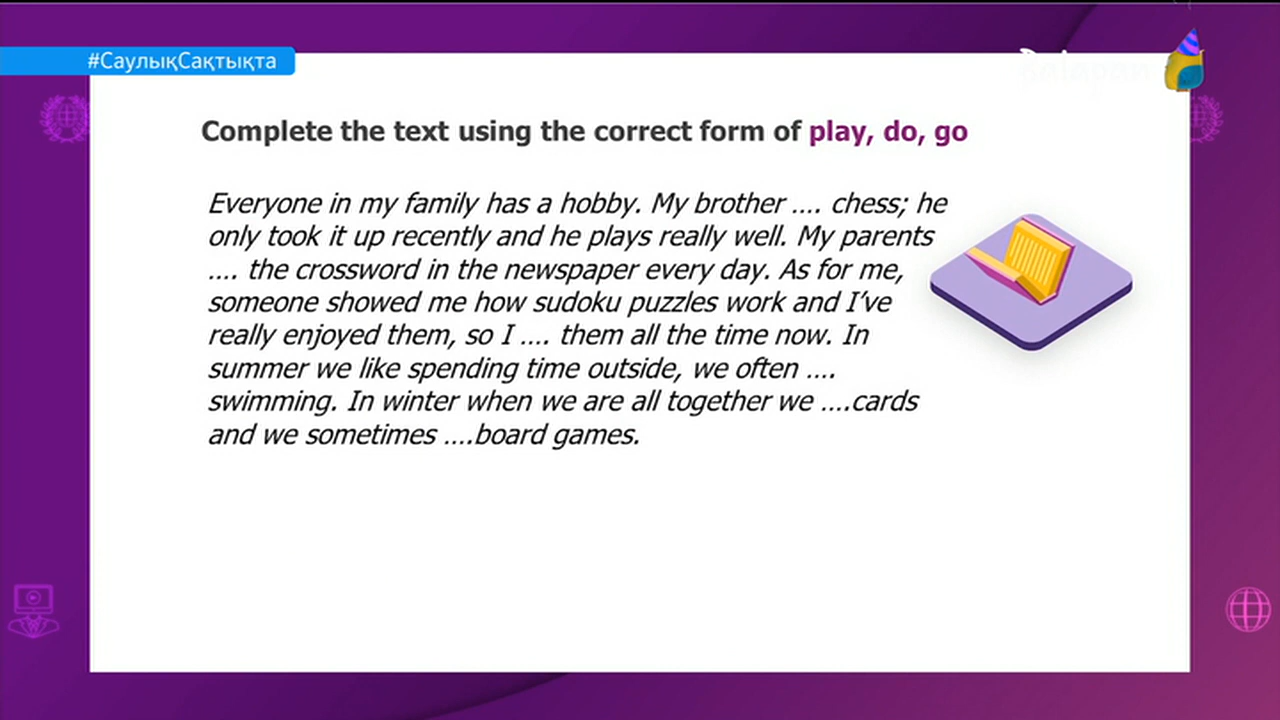 #СаулықСақтықта
Balapan
Complete the text using the correct form of play, do, go
Everyone in my family has a hobby. My brother .... chess; he
only took it up recently and he plays really well. My parents
.... the crossword in the newspaper every day. As for me,
someone showed me how sudoku puzzles work and I’ve
really enjoyed them, so I .... them all the time now. In
summer we like spending time outside, we often ....
swimming. In winter when we are all together we ....cards
and we sometimes ....board games.